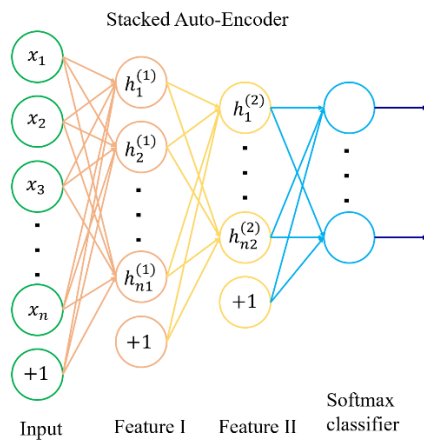 Stacked Auto-Encoder
x₁
x₂
x₃
xₙ
+1
Input
h₁⁽¹⁾
h₂⁽¹⁾
hₙ₁⁽¹⁾
+1
Feature I
h₁⁽²⁾
hₙ₂⁽²⁾
+1
Feature II
Softmax
classifier